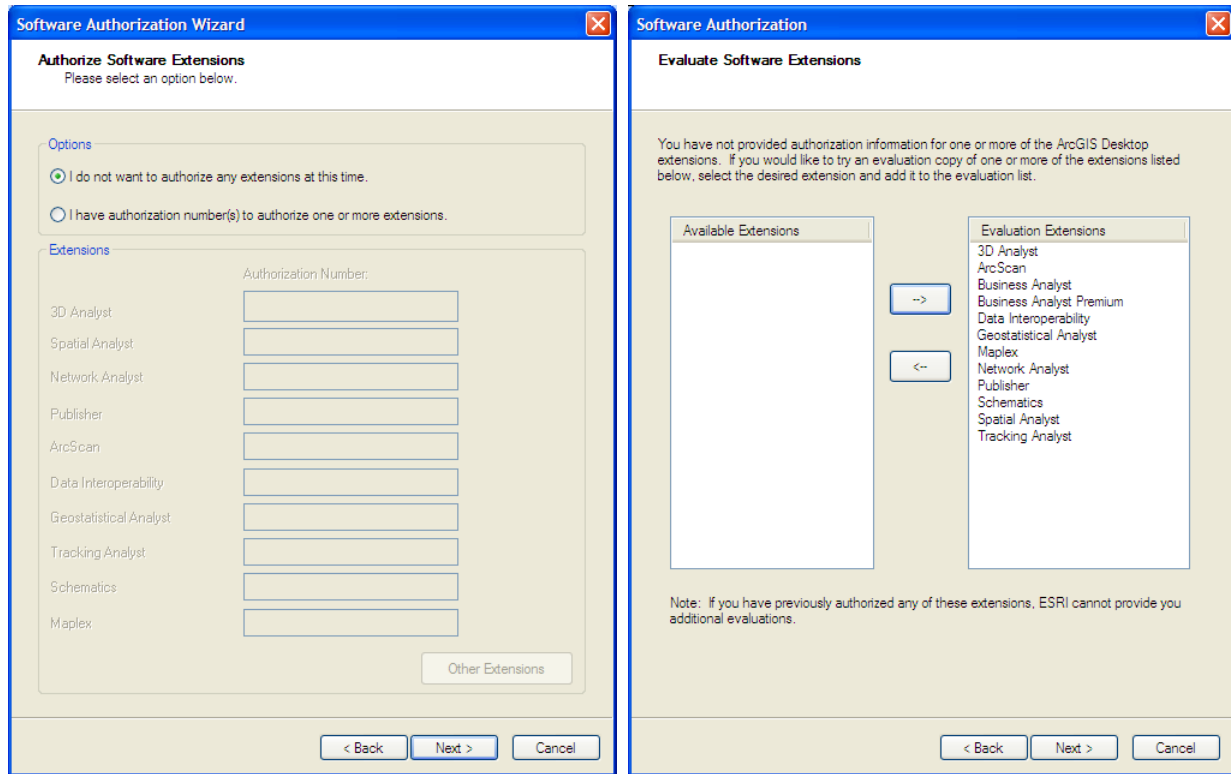 Software Authorization Wizard
Authorize Software Extensions
Please select an option below.
Options
I do not want to authorize any extensions at this time.
I have authorization number(s) to authorize one or more extensions.
Extensions
Authorization Number:
3D Analyst
Spatial Analyst
Network Analyst
Publisher
ArcScan
Data Interoperability
Geostatistical Analyst
Tracking Analyst
Schematics
Maplex
Other Extensions
< Back
Next >
Cancel
Software Authorization
Evaluate Software Extensions
You have not provided authorization information for one or more of the ArcGIS Desktop
extensions. If you would like to try an evaluation copy of one or more of the extensions listed
below, select the desired extension and add it to the evaluation list.
Available Extensions
-->
<--
Evaluation Extensions
3D Analyst
ArcScan
Business Analyst
Business Analyst Premium
Data Interoperability
Geostatistical Analyst
Maplex
Network Analyst
Publisher
Schematics
Spatial Analyst
Tracking Analyst
Note: If you have previously authorized any of these extensions, ESRI cannot provide you
additional evaluations.
< Back
Next >
Cancel